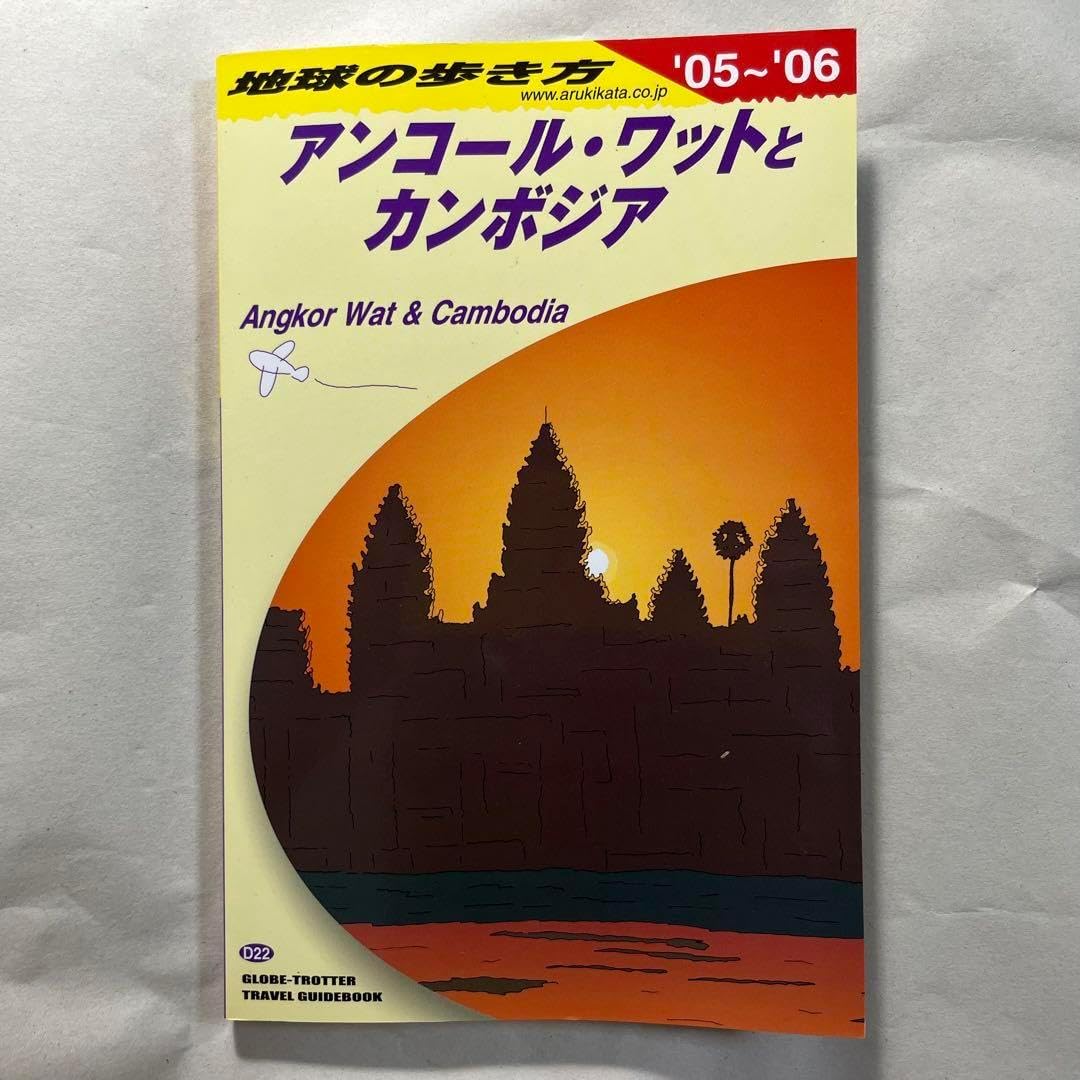 地球の歩き方
www.arukikata.co.jp
'05~'06
アンコール・ワットと
カンボジア
Angkor Wat & Cambodia
D22
GLOBE-TROTTER
TRAVEL GUIDEBOOK